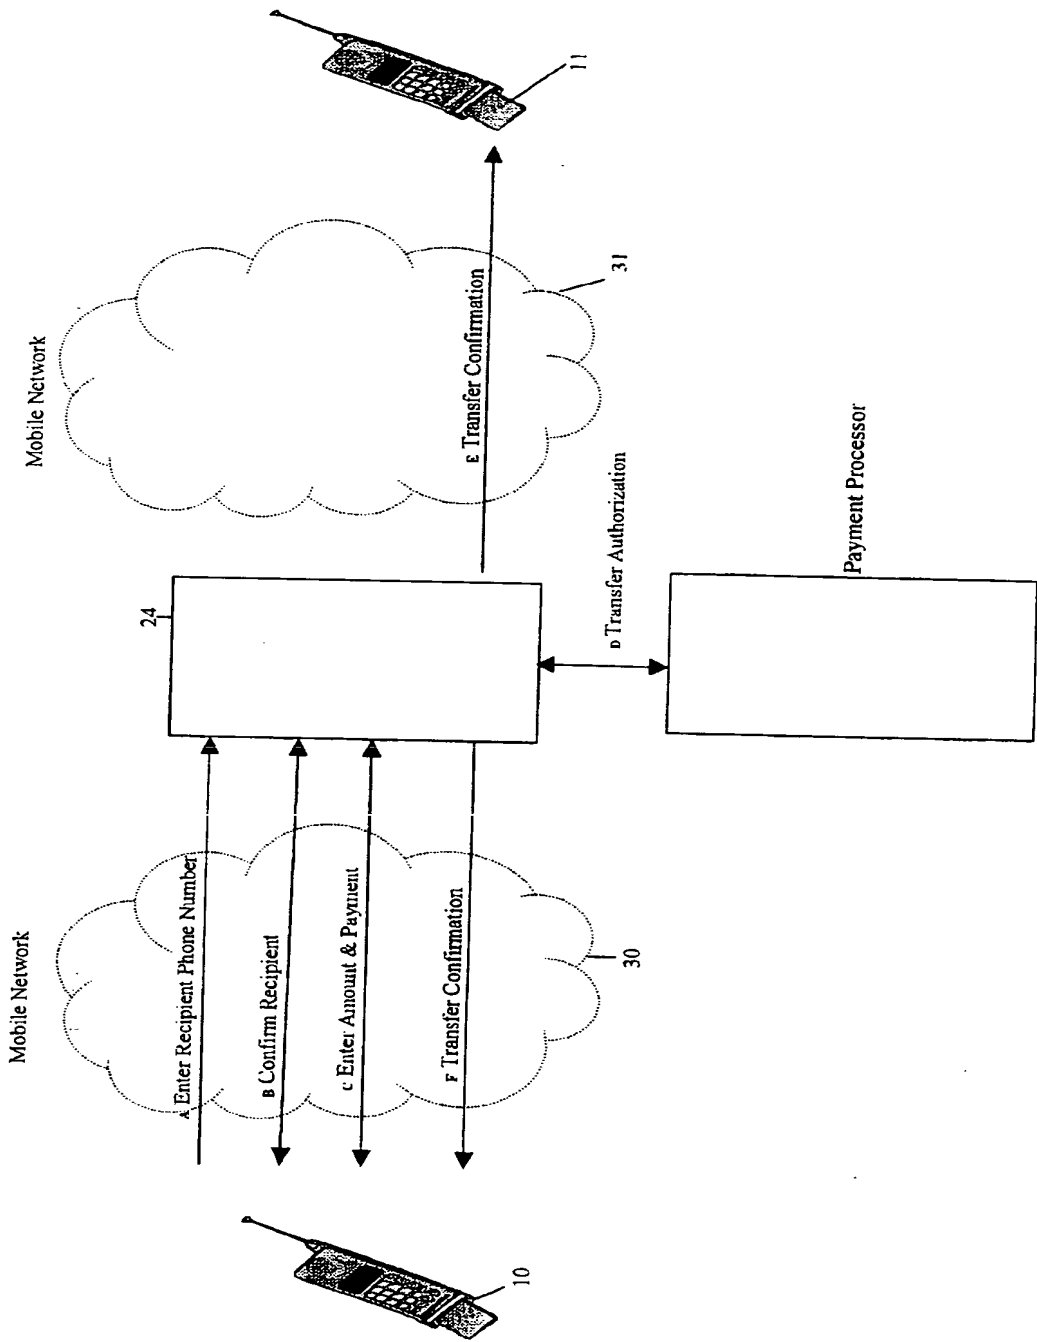 Mobile Network
Mobile Network
A Enter Recipient Phone Number
B Confirm Recipient
C Enter Amount & Payment
F Transfer Confirmation
E Transfer Confirmation
D Transfer Authorization
Payment Processor
24
10
30
31
11